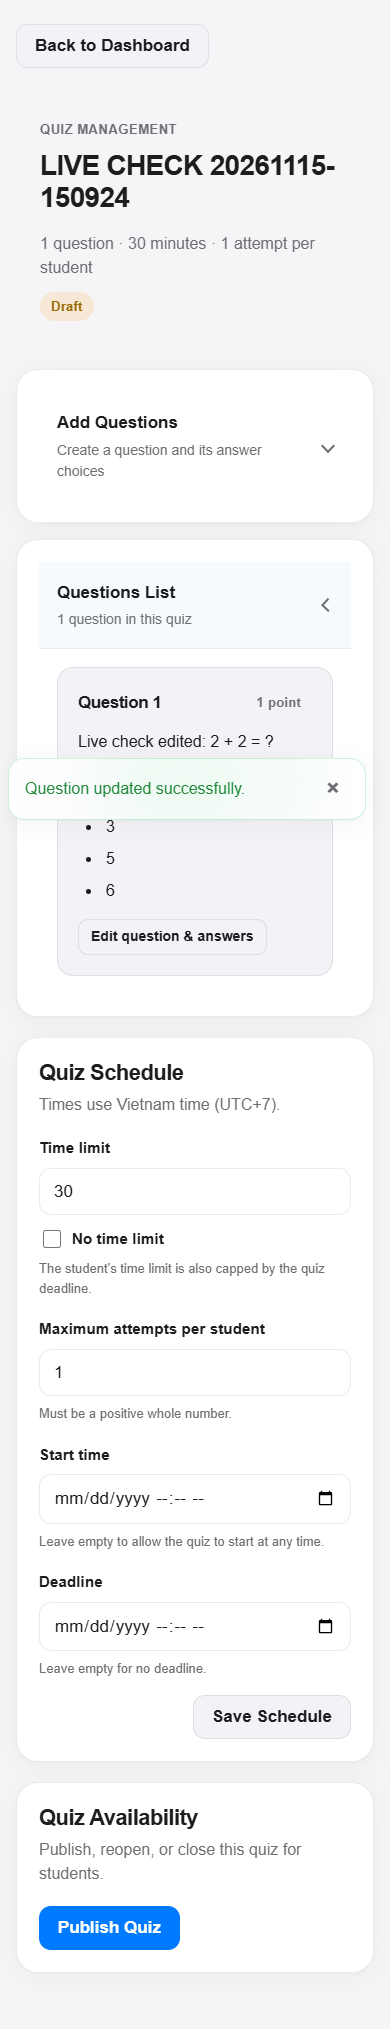 Back to Dashboard
QUIZ MANAGEMENT
LIVE CHECK 20261115-
150924
1 question · 30 minutes · 1 attempt per
student
Draft
Add Questions
Create a question and its answer
choices
Questions List
1 question in this quiz
Question 1
1 point
Live check edited: 2 + 2 = ?
Question updated successfully.
3
5
6
Edit question & answers
Quiz Schedule
Times use Vietnam time (UTC+7).
Time limit
30
No time limit
The student's time limit is also capped by the quiz
deadline.
Maximum attempts per student
1
Must be a positive whole number.
Start time
mm/dd/yyyy --:-- --
Leave empty to allow the quiz to start at any time.
Deadline
mm/dd/yyyy --:-- --
Leave empty for no deadline.
Save Schedule
Quiz Availability
Publish, reopen, or close this quiz for
students.
Publish Quiz